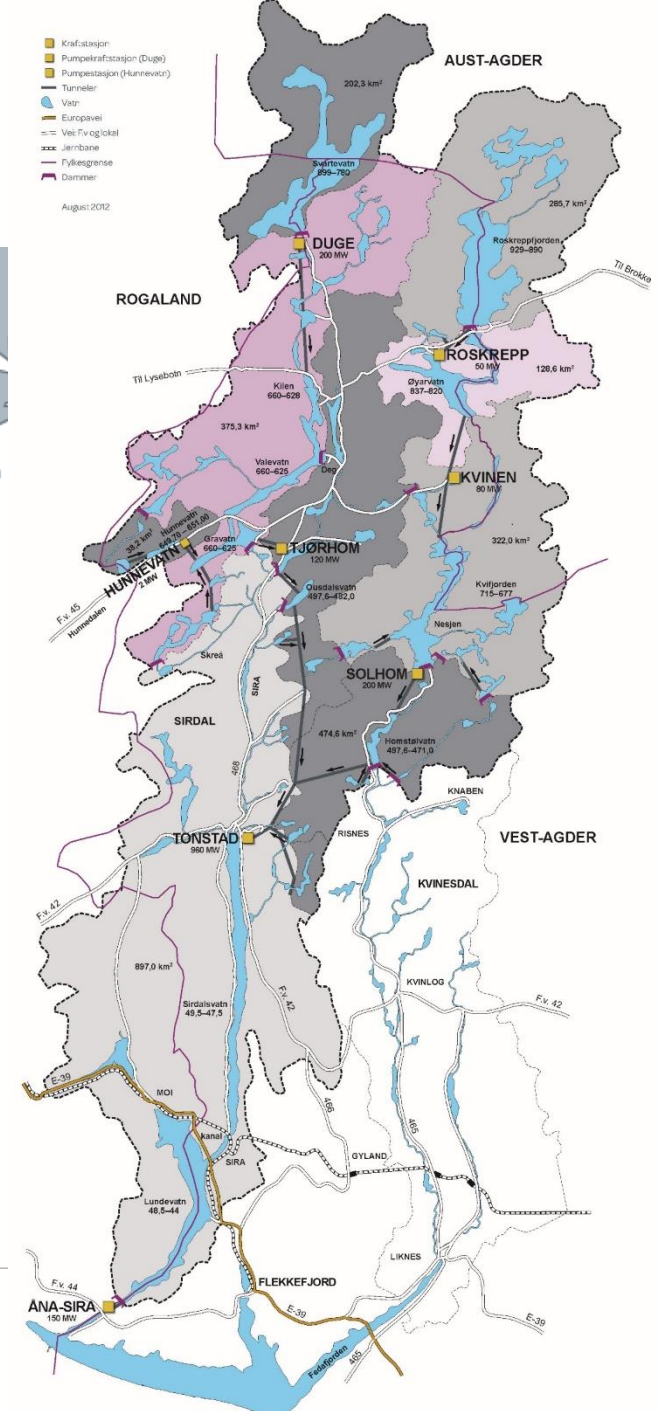 Kraftstasjon
Pumpekraftstasjon (Duge)
Pumpestasjon (Hunnevatn)
Tunneler
Vatn
Europavei
Vei: F.v og lokal
Jernbane
Fylkesgrense
Dammer
August 2012
AUST-AGDER
202,3 km²
Svartevatn
899–780
285,7 km²
Roskreppfjorden
929–890
DUGE
200 MW
Til Brokke
ROGALAND
ROSKREPP
50 MW
Til Lysebotn
128,6 km²
Kilen
660–628
Øyarvatn
837–820
375,3 km²
Valevatn
660–625
Deg
KVINEN
80 MW
38,2 km²
Hunnevatn
HUNNEVATN
2 MW
Gravatn
660–625
TJØRHOM
120 MW
322,0 km²
F.v. 45
Hunnedalen
Ousdalsvatn
497,6–482,0
Kvifjorden
715–677
Nesjen
Skreå
SIRA
SOLHOM
200 MW
SIRDAL
474,6 km²
Homstølvatn
497,6–471,0
468
KNABEN
TONSTAD
960 MW
RISNES
VEST-AGDER
KVINESDAL
F.v. 42
897,0 km²
KVINLOG
Sirdalsvatn
49,5–47,5
F.v. 42
F.v. 42
E-39
MOI
466
465
kanal
SIRA
GYLAND
Lundevatn
48,5–44
LIKNES
F.v. 44
FLEKKEFJORD
ÅNA-SIRA
150 MW
E-39
E-39
Fedafjorden
465